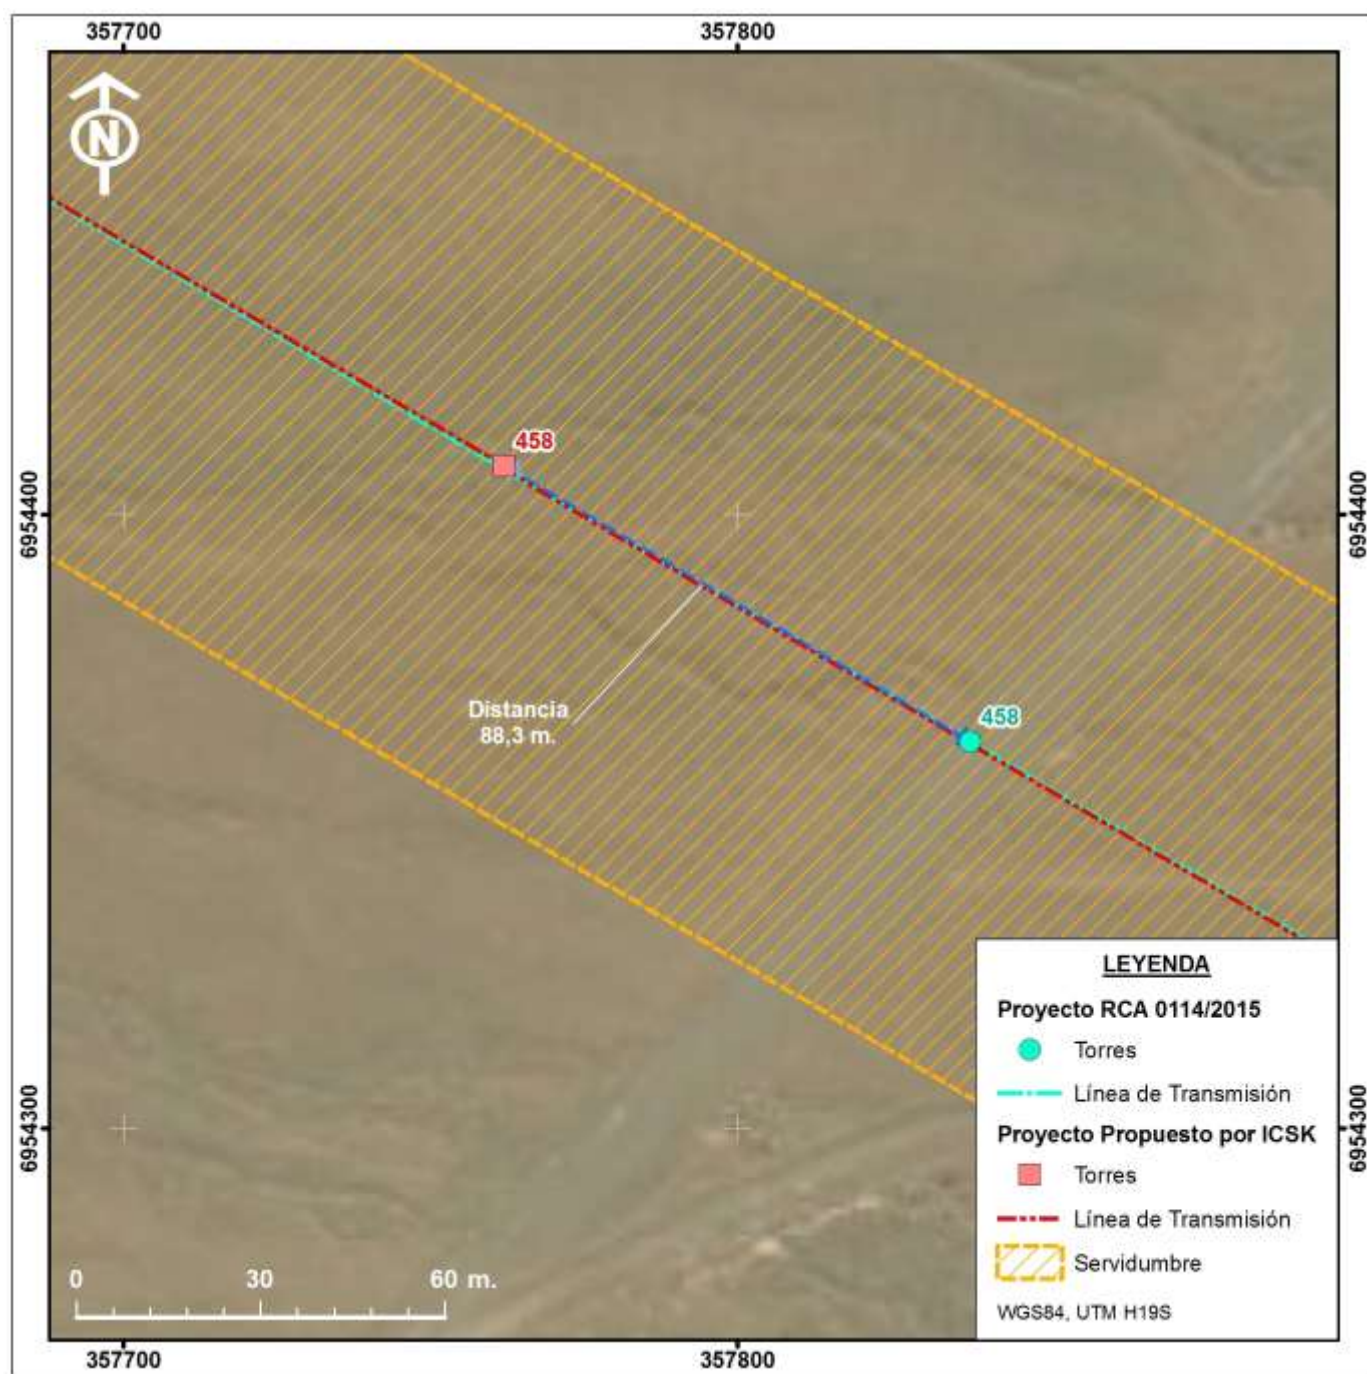 357700
357800
N
458
6954400
6954400
Distancia
88,3 m.
458
LEYENDA
Proyecto RCA 0114/2015
Torres
Línea de Transmisión
Proyecto Propuesto por ICSK
Torres
Línea de Transmisión
Servidumbre
WGS84, UTM H19S
6954300
6954300
0 30 60 m.
357700
357800